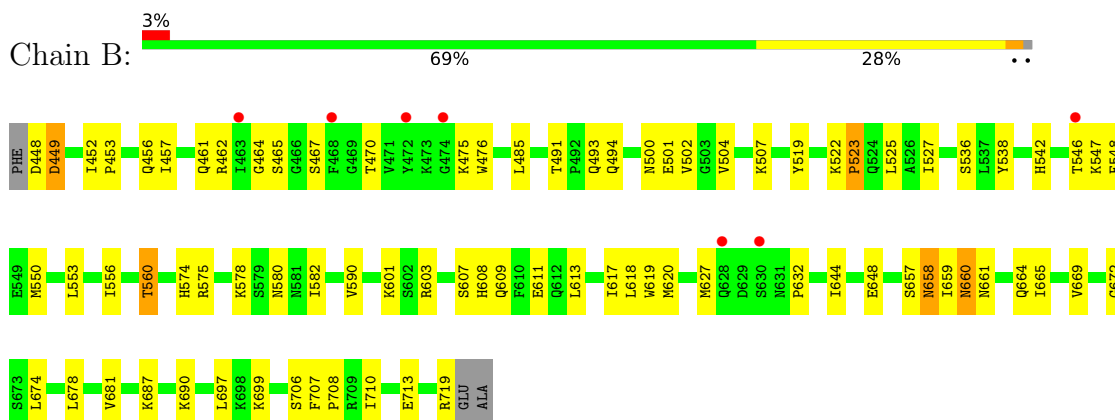 3%
Chain B:
69% 28% • •
PHE D448 D449 I452 P453 Q456 I457 Q461 R462 I463 G464 S465 G466 S467 F468 G469 T470 V471 Y472 K473 G474 K475 W476 L485 T491 P492 Q493 Q494 N500 E501 V502 G503 V504 K507 Y519 K522 P523 Q524 L525 A526 I527 S536 L537 Y538 H542 T546 K547 F548
E549 M550 L553 I556 T560 H574 R575 K578 S579 N580 N581 I582 V590 K601 S602 R603 S607 H608 Q609 F610 E611 Q612 L613 I617 L618 W619 M620 M627 Q628 D629 S630 N631 P632 I644 E648 S657 N658 I659 N660 N661 Q664 I665 V669
S673 L674 L678 V681 K687 K690 L697 K698 K699 S706 F707 P708 R709 I710 E713 R719 GLU ALA